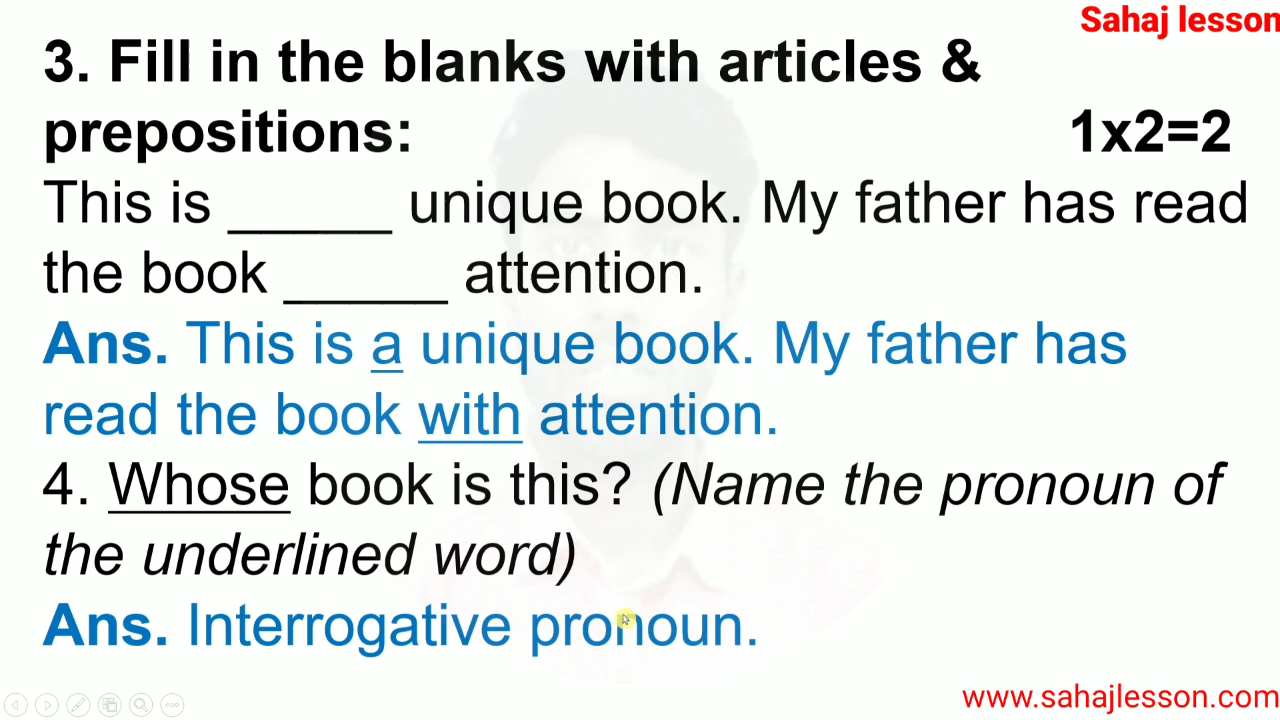 Sahaj lesson
3. Fill in the blanks with articles &
prepositions: 1x2=2
This is ______ unique book. My father has read
the book ______ attention.
Ans. This is a unique book. My father has
read the book with attention.
4. Whose book is this? (Name the pronoun of
the underlined word)
Ans. Interrogative pronoun.
www.sahajlesson.com